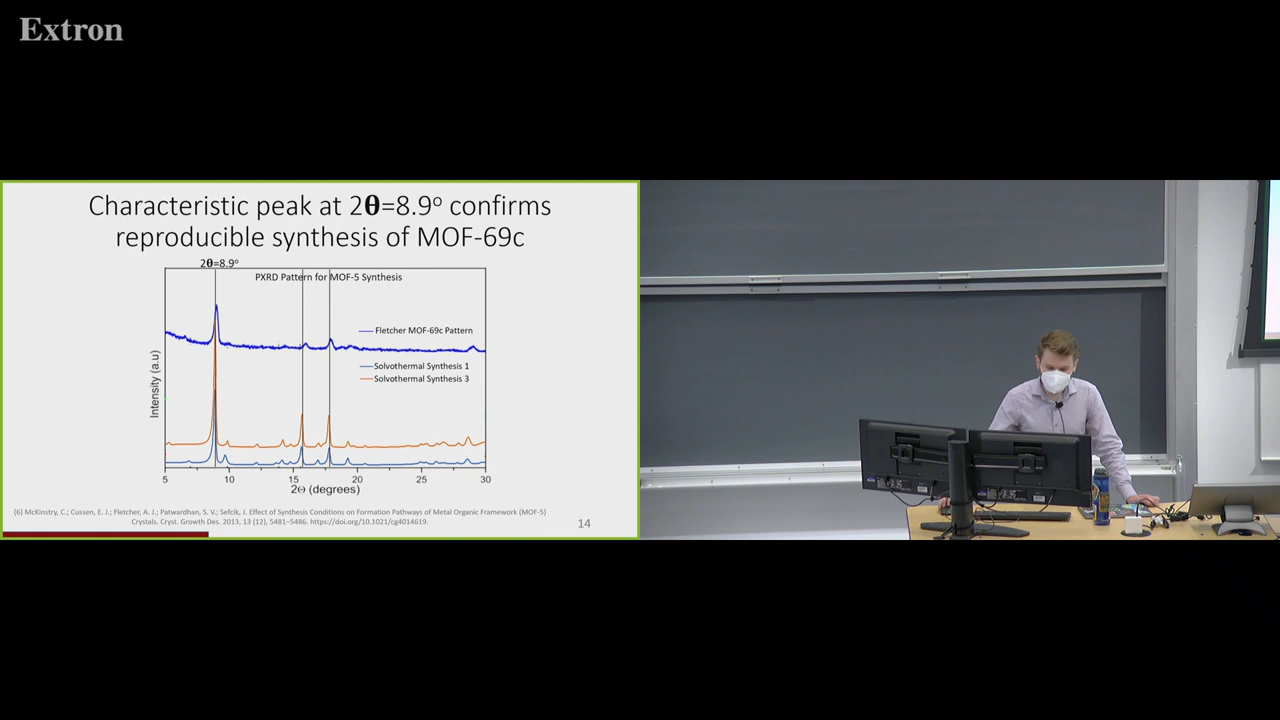 Extron
Characteristic peak at 2θ=8.9° confirms
reproducible synthesis of MOF-69c
2θ=8.9°
PXRD Pattern for MOF-5 Synthesis
Fletcher MOF-69c Pattern
Solvothermal Synthesis 1
Solvothermal Synthesis 3
Intensity (a.u)
5 10 15 20 25 30
2Θ (degrees)
(6) McKinstry, C.; Cussen, E. J.; Fletcher, A. J.; Patwardhan, S. V.; Sefcik, J. Effect of Synthesis Conditions on Formation Pathways of Metal Organic Framework (MOF-5)
Crystals. Cryst. Growth Des. 2013, 13 (12), 5481–5486. https://doi.org/10.1021/cg4014619.
14